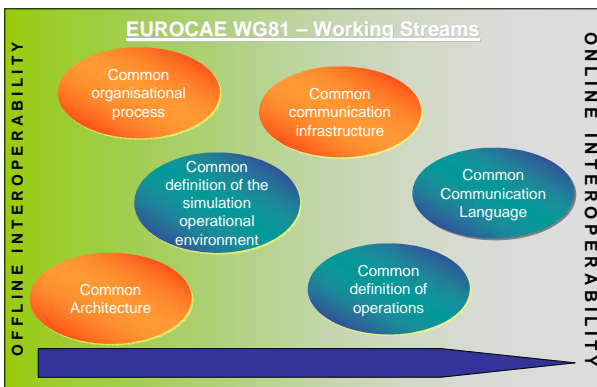 EUROCAE WG81 – Working Streams
OFFLINE INTEROPERABILITY
Common
organisational
process
Common
communication
infrastructure
Common
definition of the
simulation
operational
environment
Common
Communication
Language
Common
Architecture
Common
definition of
operations
ONLINE INTEROPERABILITY